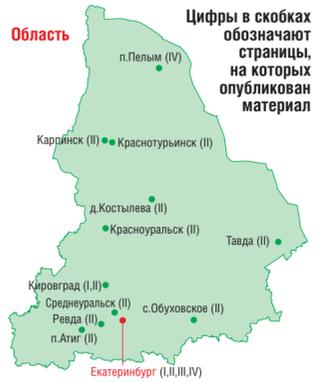 Область
Цифры в скобках
обозначают
страницы,
на которых
опубликован
материал
п.Пелым (IV)
Карпинск (II)
Краснотурьинск (II)
д.Костылева (II)
Красноуральск (II)
Тавда (II)
Кировград (I,II)
Среднеуральск (II)
с.Обуховское (II)
Ревда (II)
п.Атиг (II)
Екатеринбург (I,II,III,IV)